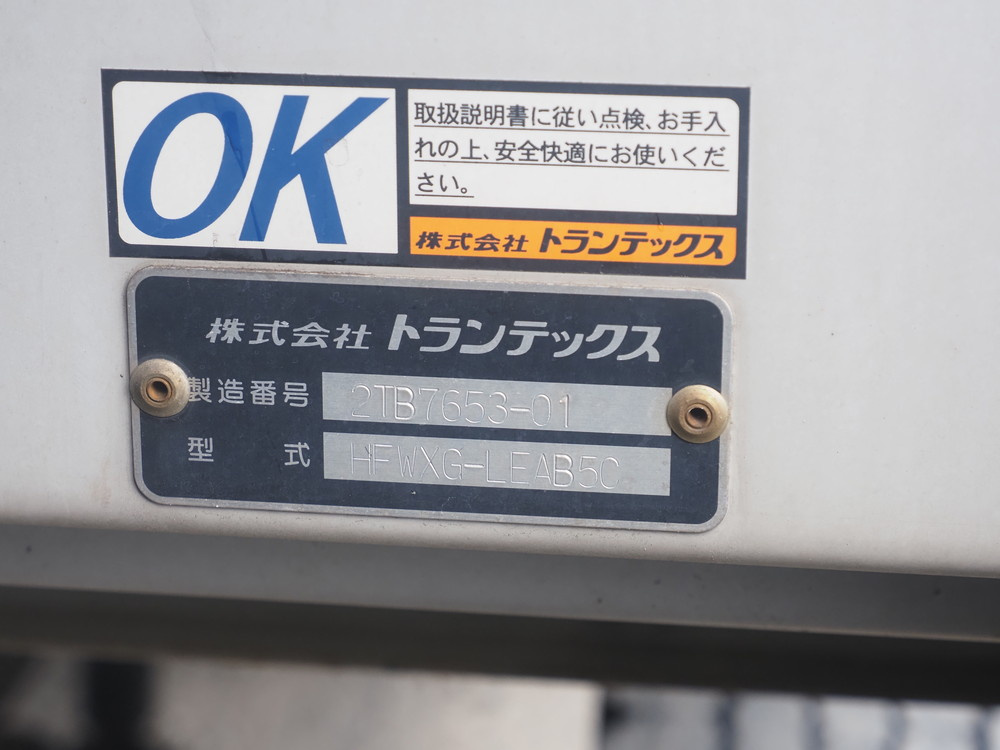 OK
取扱説明書に従い点検、お手入
れの上、安全快適にお使いくだ
さい。
株式会社 トランテックス
株式会社 トランテックス
製造番号 2TB7653-01
型式 HFWXG-LEAB5C